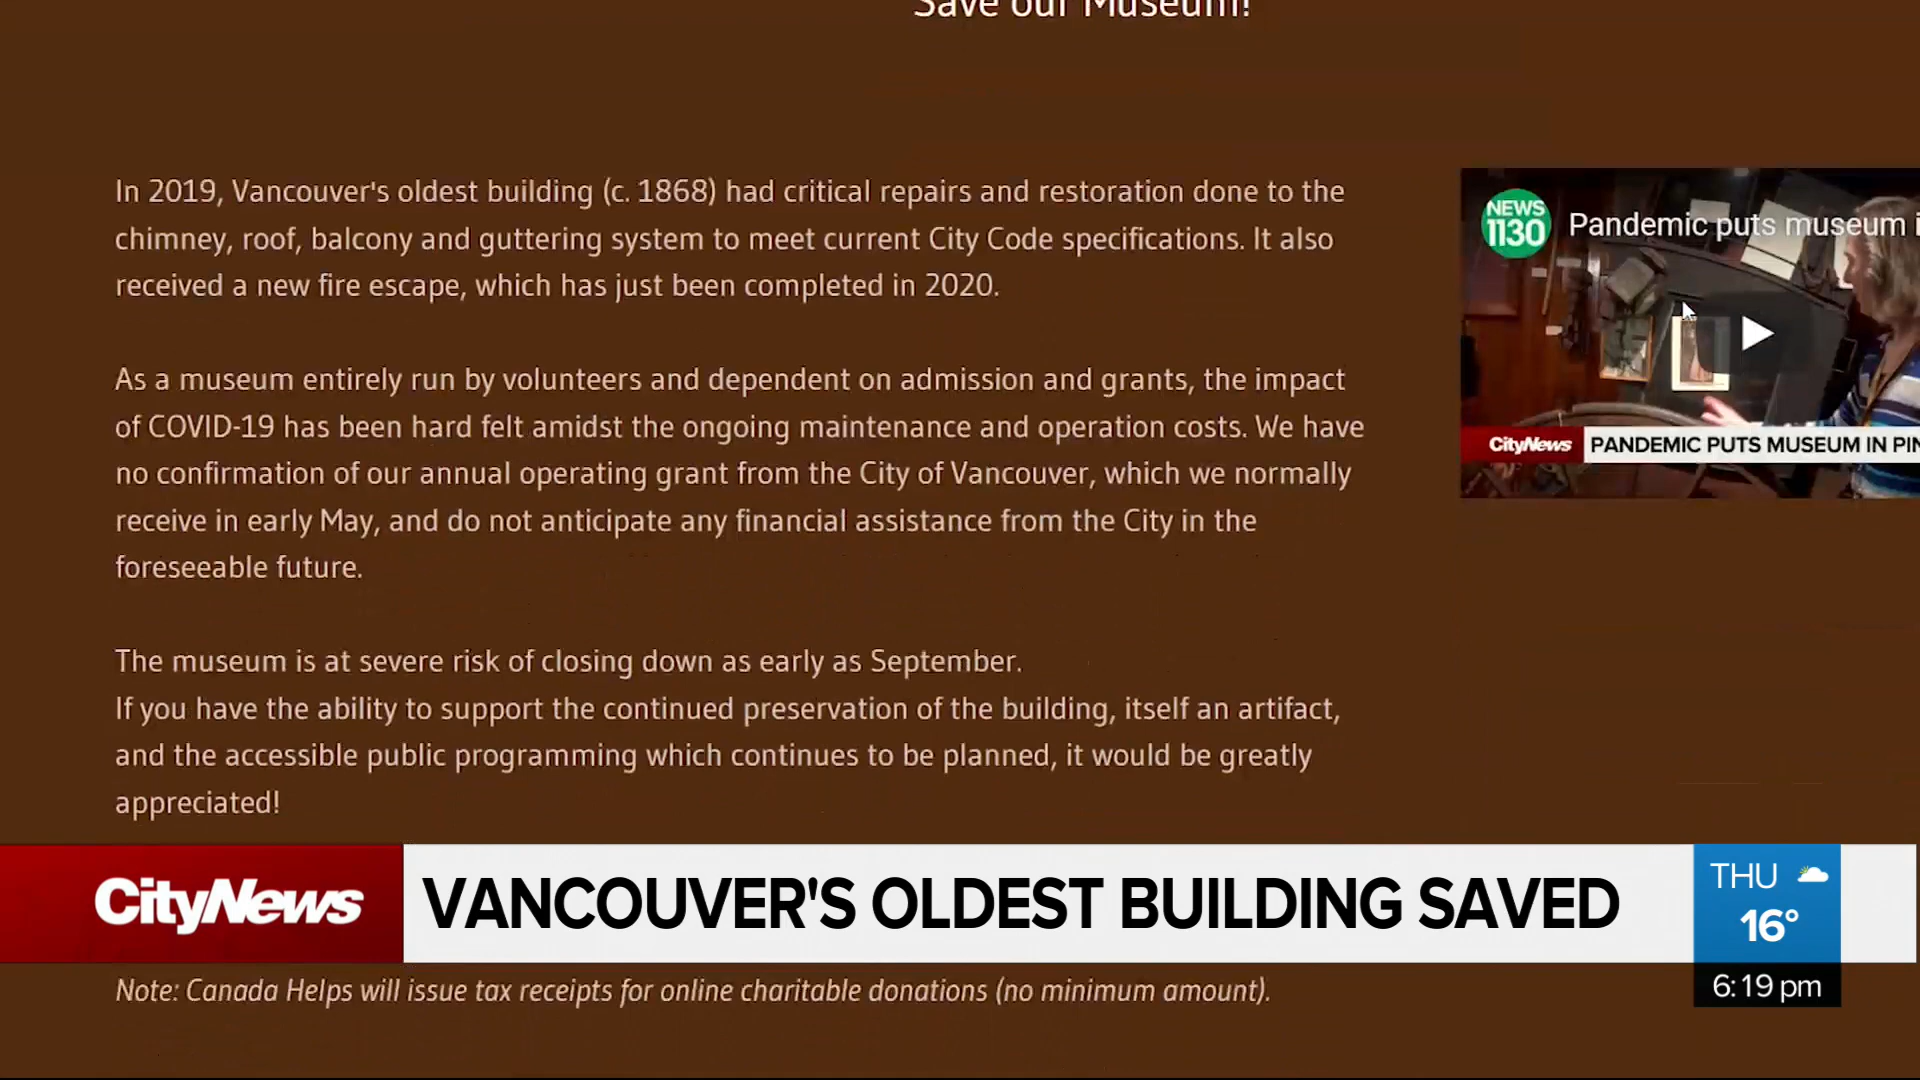 Save our Museum!
In 2019, Vancouver's oldest building (c. 1868) had critical repairs and restoration done to the
chimney, roof, balcony and guttering system to meet current City Code specifications. It also
received a new fire escape, which has just been completed in 2020.
As a museum entirely run by volunteers and dependent on admission and grants, the impact
of COVID-19 has been hard felt amidst the ongoing maintenance and operation costs. We have
no confirmation of our annual operating grant from the City of Vancouver, which we normally
receive in early May, and do not anticipate any financial assistance from the City in the
foreseeable future.
The museum is at severe risk of closing down as early as September.
If you have the ability to support the continued preservation of the building, itself an artifact,
and the accessible public programming which continues to be planned, it would be greatly
appreciated!
NEWS
1130
Pandemic puts museum i
CityNews PANDEMIC PUTS MUSEUM IN PIN
CityNews VANCOUVER'S OLDEST BUILDING SAVED
THU
16°
6:19 pm
Note: Canada Helps will issue tax receipts for online charitable donations (no minimum amount).